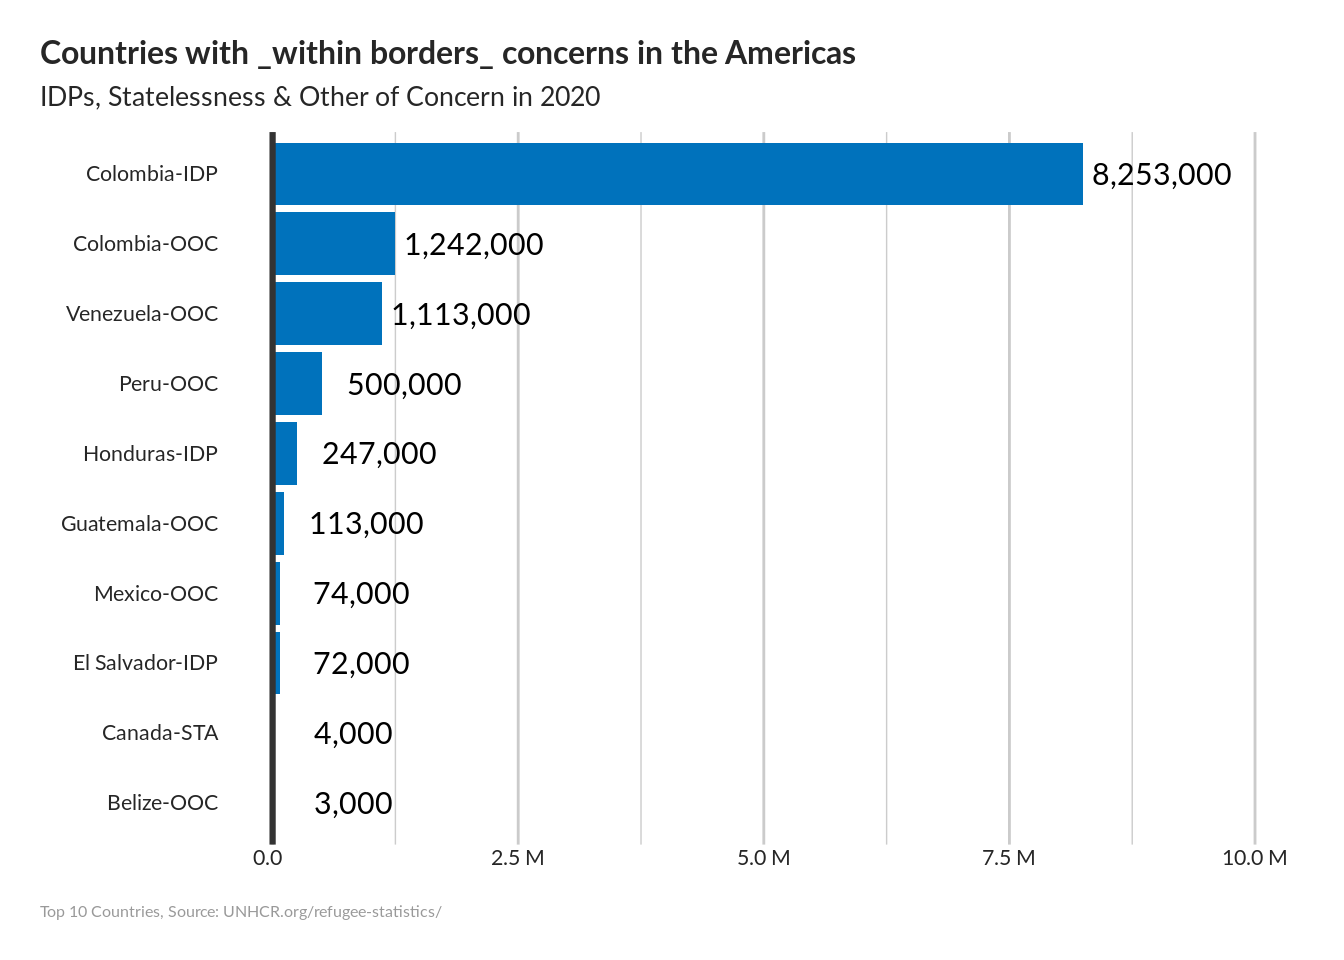 Countries with _within borders_ concerns in the Americas
IDPs, Statelessness & Other of Concern in 2020
Colombia-IDP 8,253,000
Colombia-OOC 1,242,000
Venezuela-OOC 1,113,000
Peru-OOC 500,000
Honduras-IDP 247,000
Guatemala-OOC 113,000
Mexico-OOC 74,000
El Salvador-IDP 72,000
Canada-STA 4,000
Belize-OOC 3,000
0.0 2.5 M 5.0 M 7.5 M 10.0 M
Top 10 Countries, Source: UNHCR.org/refugee-statistics/